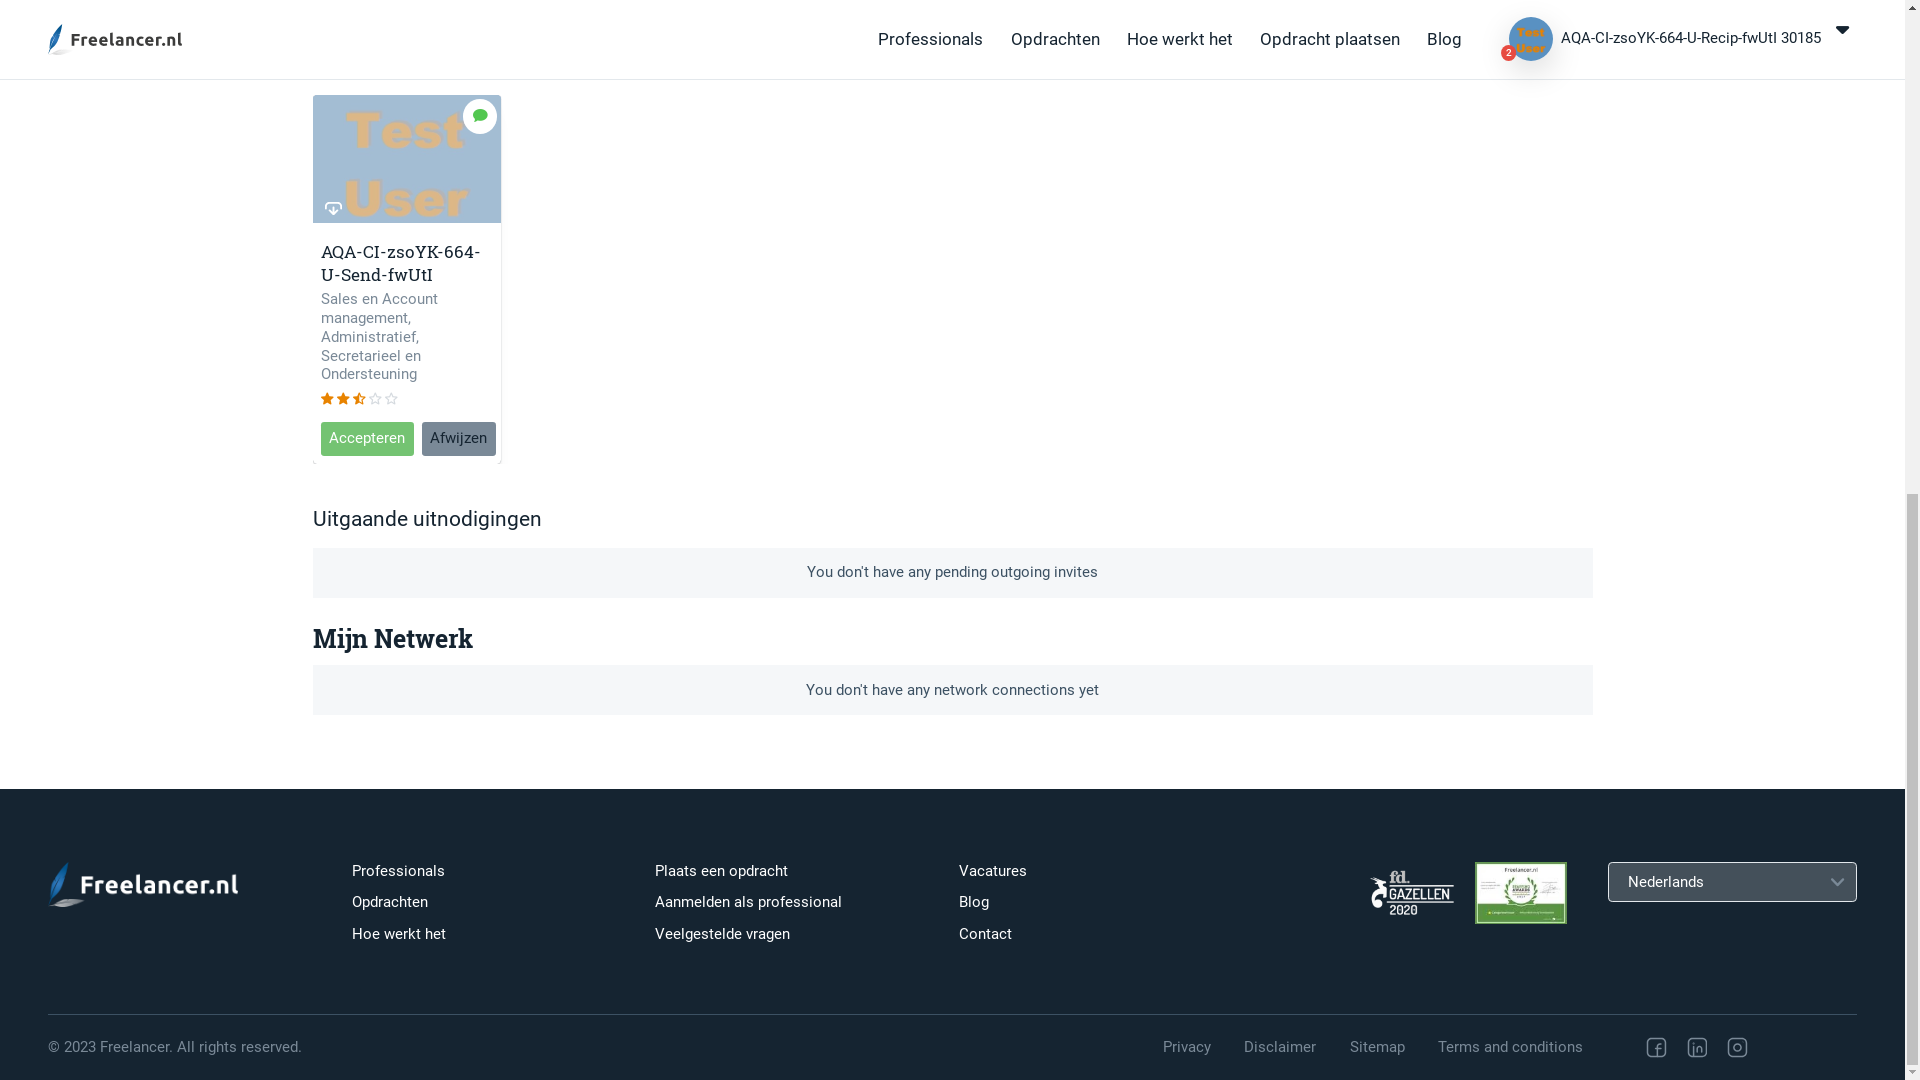 Freelancer.nl
Professionals
Opdrachten
Hoe werkt het
Opdracht plaatsen
Blog
Test
User
2
AQA-CI-zsoYK-664-U-Recip-fwUtI 30185
Test
User
AQA-CI-zsoYK-664-
U-Send-fwUtI
Sales en Account
management,
Administratief,
Secretarieel en
Ondersteuning
Accepteren
Afwijzen
Uitgaande uitnodigingen
You don't have any pending outgoing invites
Mijn Netwerk
You don't have any network connections yet
Freelancer.nl
Professionals
Opdrachten
Hoe werkt het
Plaats een opdracht
Aanmelden als professional
Veelgestelde vragen
Vacatures
Blog
Contact
fd.
GAZELLEN
2020
Freelancer.nl
Nederlands
© 2023 Freelancer. All rights reserved.
Privacy
Disclaimer
Sitemap
Terms and conditions